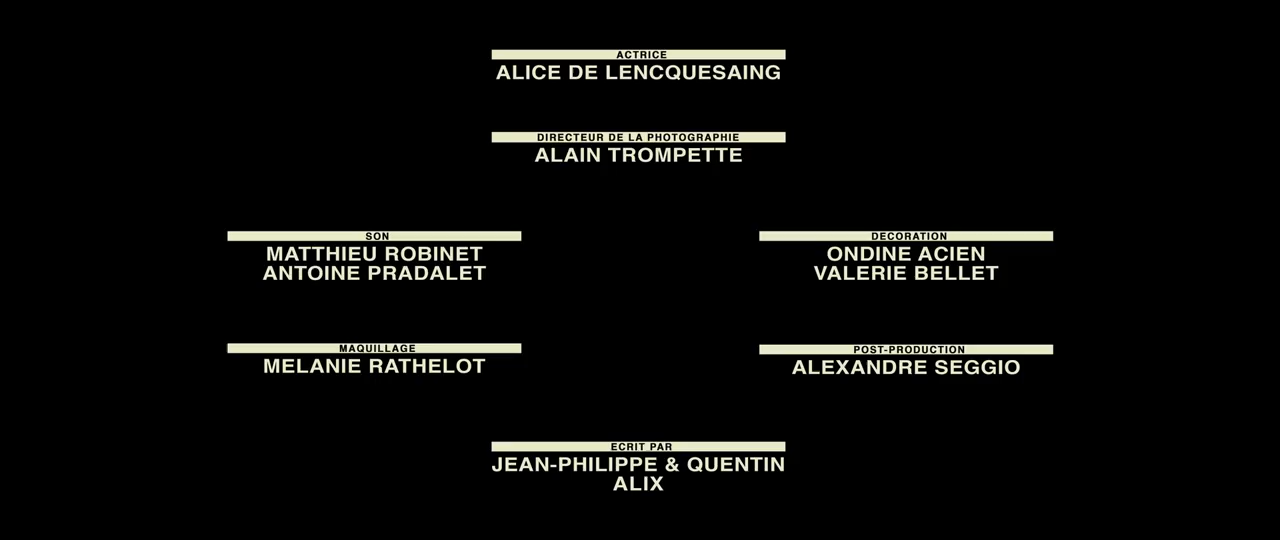 ACTRICE
ALICE DE LENCQUESAING
DIRECTEUR DE LA PHOTOGRAPHIE
ALAIN TROMPETTE
SON
MATTHIEU ROBINET
ANTOINE PRADALET
DECORATION
ONDINE ACIEN
VALERIE BELLET
MAQUILLAGE
MELANIE RATHELOT
POST-PRODUCTION
ALEXANDRE SEGGIO
ECRIT PAR
JEAN-PHILIPPE & QUENTIN
ALIX